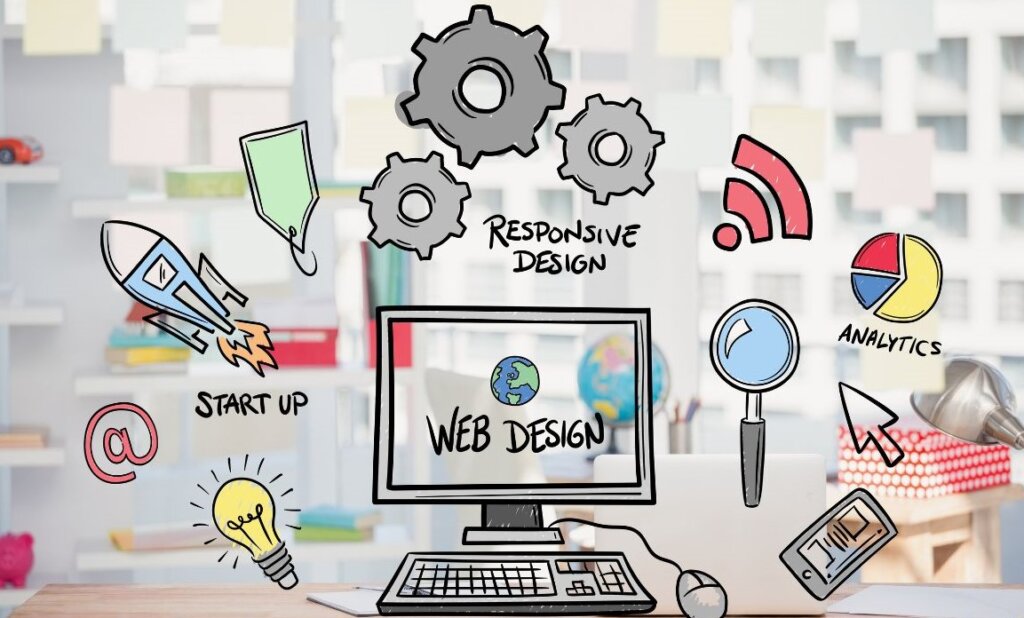 RESPONSIVE
DESIGN
ANALYTICS
START UP
WEB DESIGN
@